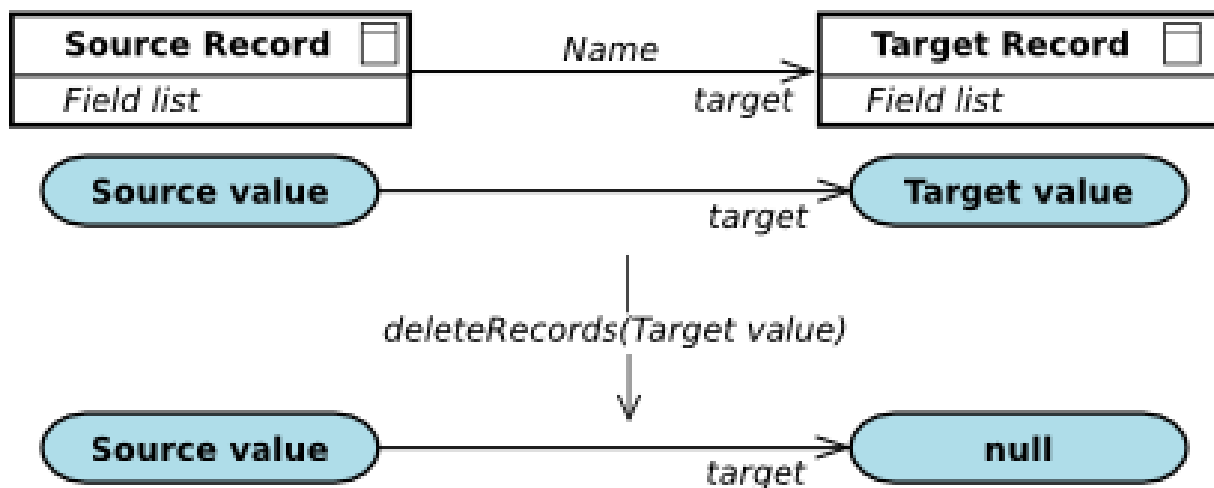 Source Record
Name
Target Record
Field list
target
Field list
Source value
target
Target value
deleteRecords(Target value)
Source value
target
null